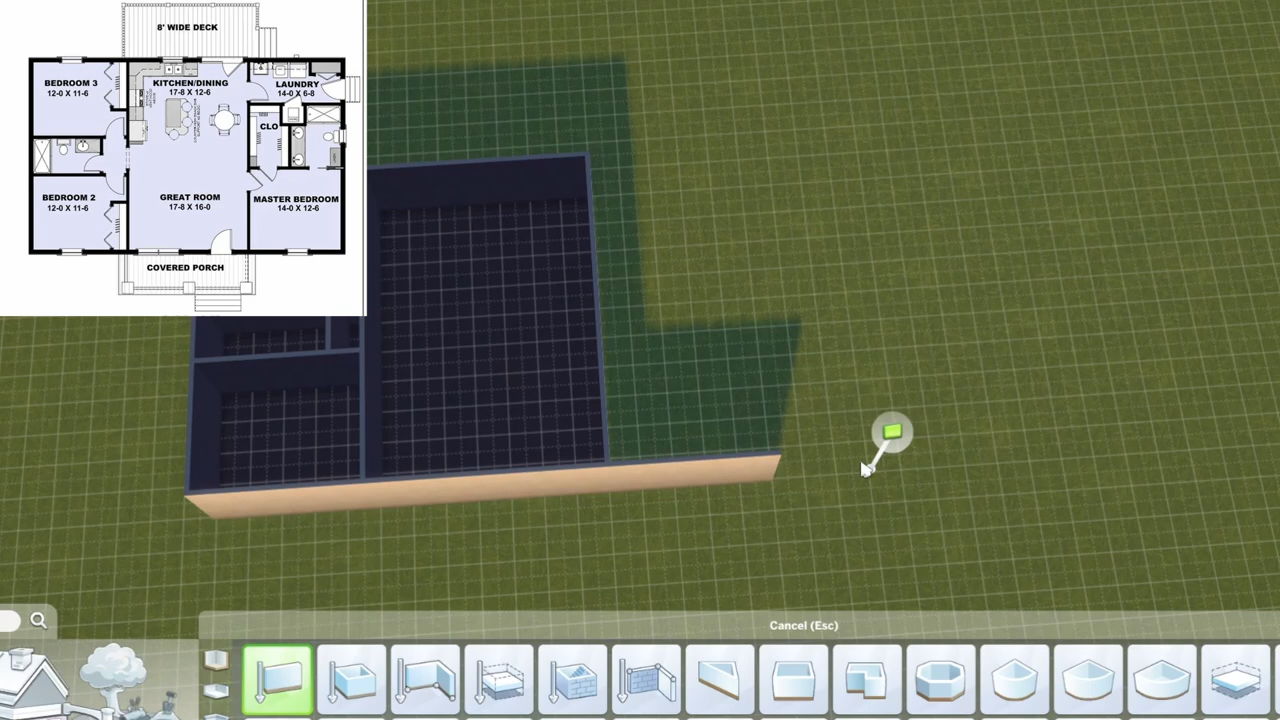 8' WIDE DECK
BEDROOM 3
12-0 X 11-6
KITCHEN/DINING
17-8 X 12-6
LAUNDRY
14-0 X 6-8
CLO
BEDROOM 2
12-0 X 11-6
GREAT ROOM
17-8 X 16-0
MASTER BEDROOM
14-0 X 12-6
COVERED PORCH
Cancel (Esc)